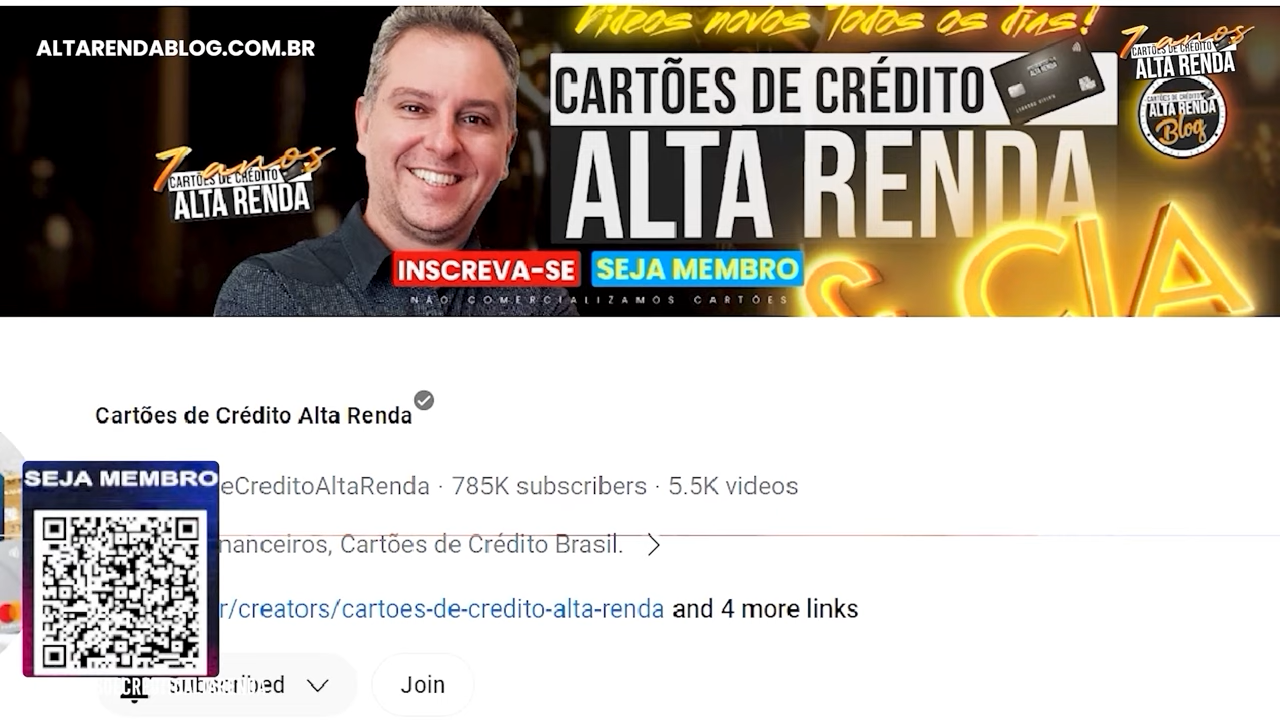 Vídeos novos Todos os dias!
ALTARENDABLOG.COM.BR
CARTÕES DE CRÉDITO
ALTA RENDA
& CIA
7 anos
CARTÕES DE CRÉDITO
ALTA RENDA
7 anos
CARTÕES DE CRÉDITO
ALTA RENDA
CARTÕES DE CRÉDITO
ALTA RENDA
Blog
INSCREVA-SE
SEJA MEMBRO
NÃO COMERCIALIZAMOS CARTÕES
Cartões de Crédito Alta Renda
SEJA MEMBRO
eCreditoAltaRenda · 785K subscribers · 5.5K videos
nanceiros, Cartões de Crédito Brasil.
r/creators/cartoes-de-credito-alta-renda and 4 more links
Join